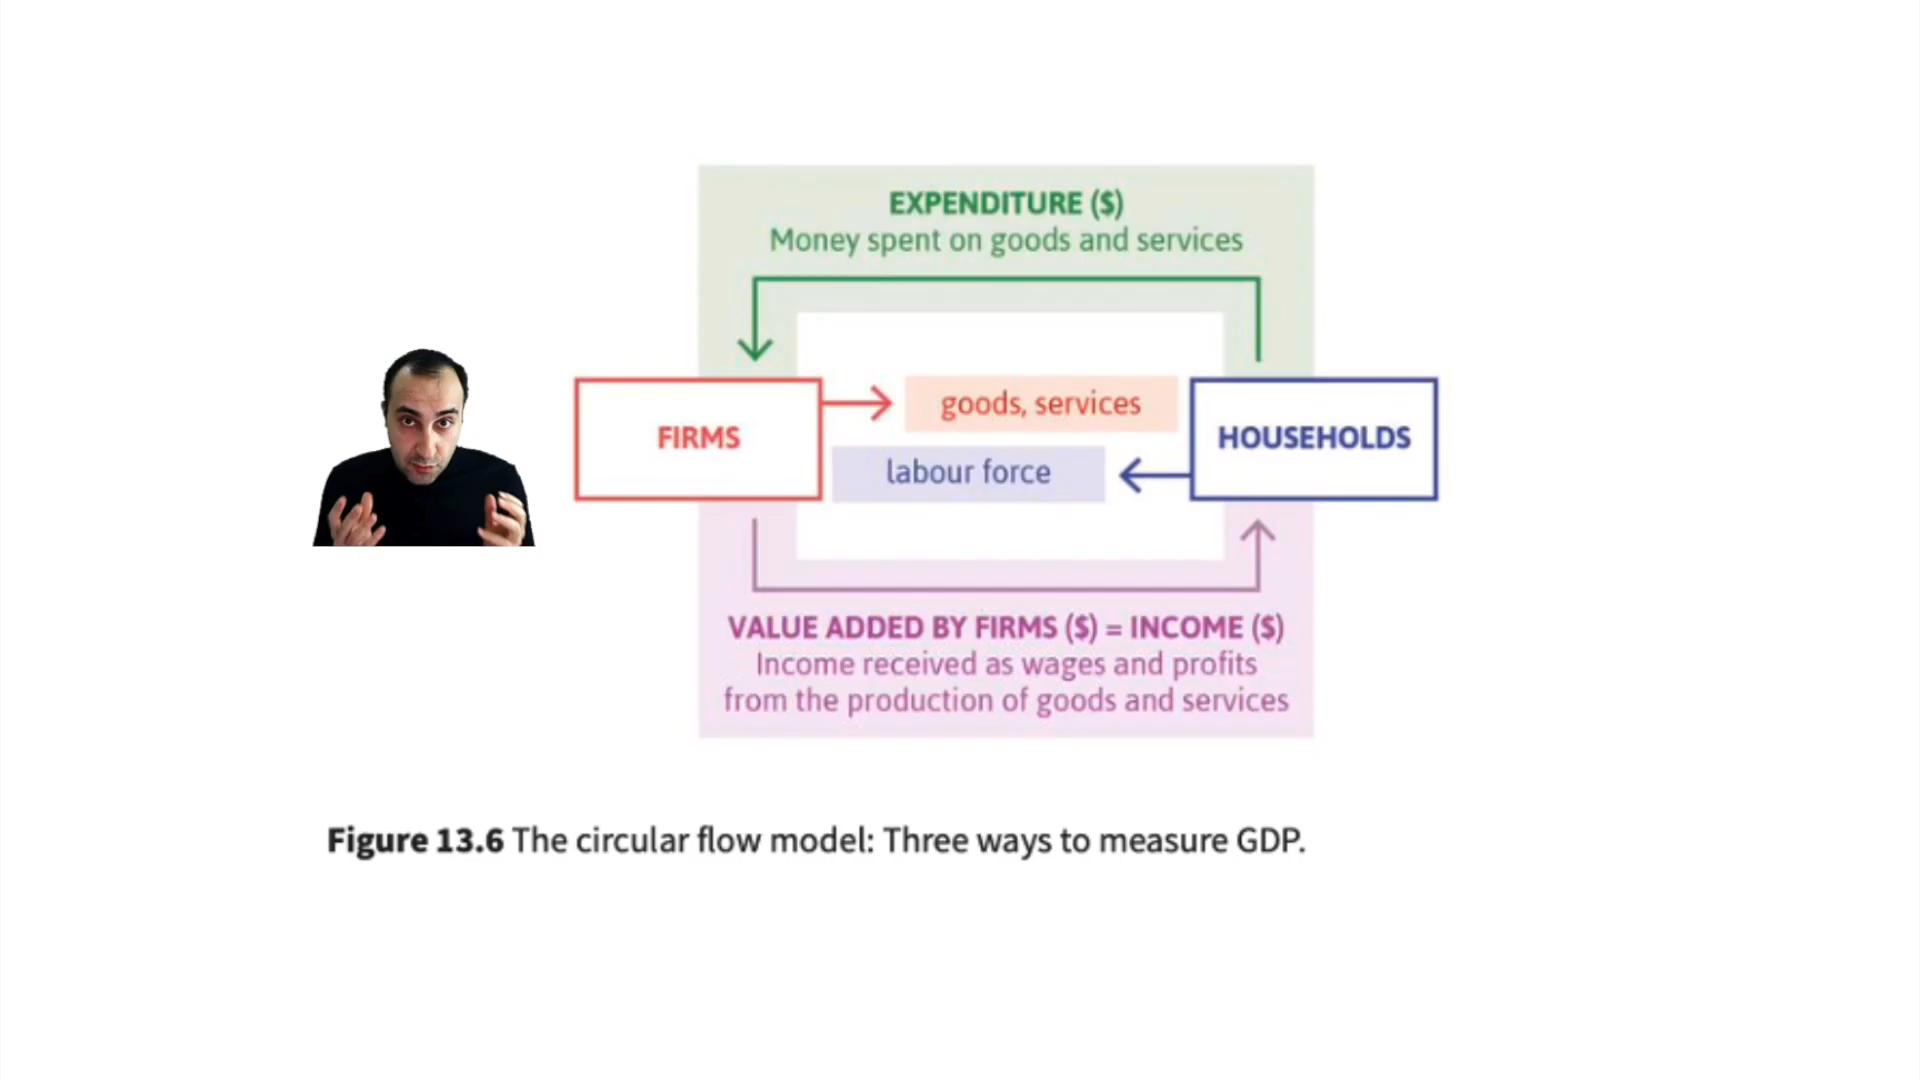 EXPENDITURE ($)
Money spent on goods and services
FIRMS
goods, services
labour force
HOUSEHOLDS
VALUE ADDED BY FIRMS ($) = INCOME ($)
Income received as wages and profits
from the production of goods and services
Figure 13.6 The circular flow model: Three ways to measure GDP.